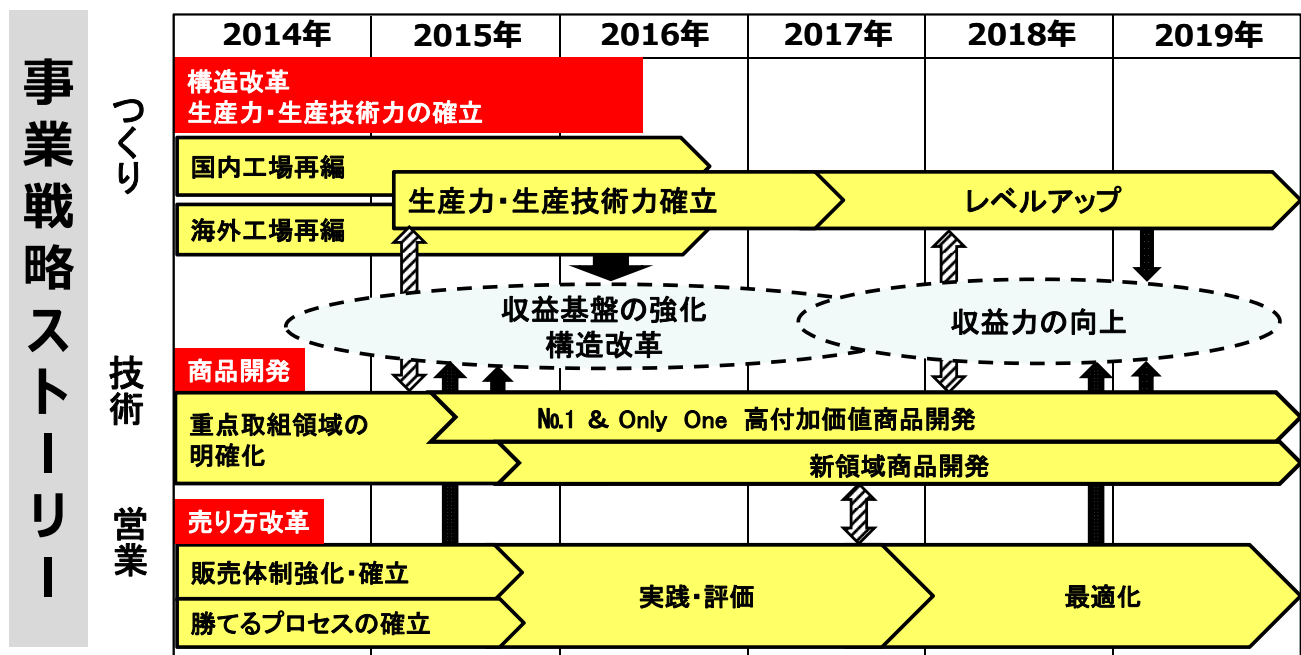 事業戦略ストーリー
2014年 2015年 2016年 2017年 2018年 2019年
つくり
構造改革
生産力・生産技術力の確立
国内工場再編
生産力・生産技術力確立
レベルアップ
海外工場再編
収益基盤の強化
構造改革
収益力の向上
技術
商品開発
重点取組領域の
明確化
№1 & Only One 高付加価値商品開発
新領域商品開発
営業
売り方改革
販売体制強化・確立
勝てるプロセスの確立
実践・評価
最適化